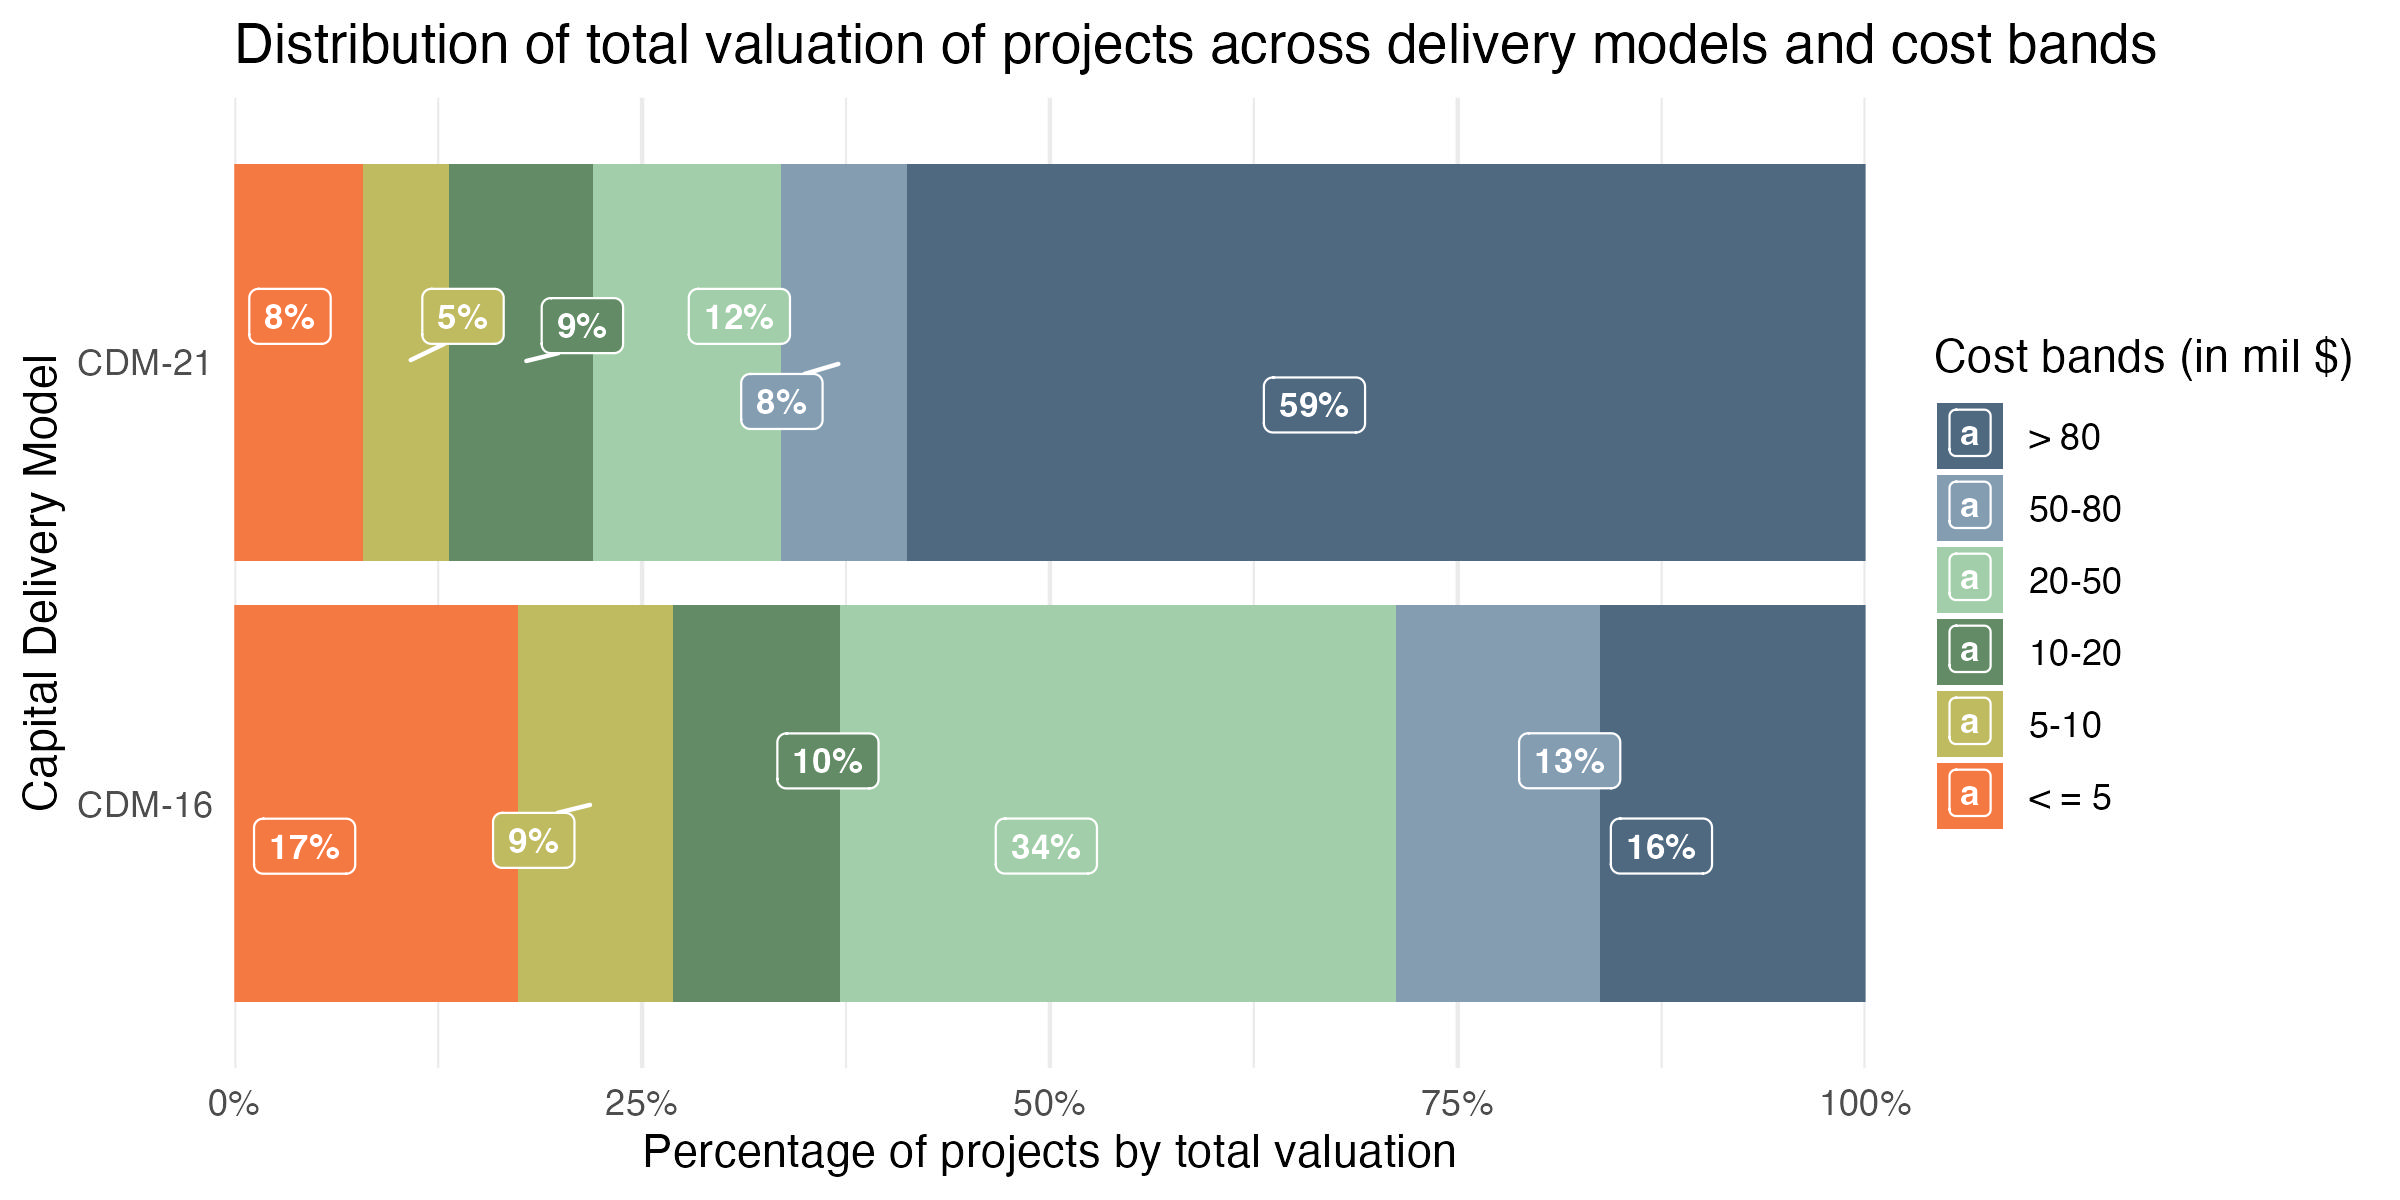 Distribution of total valuation of projects across delivery models and cost bands
Capital Delivery Model
CDM-21
8%
5%
9%
12%
8%
59%
CDM-16
17%
9%
10%
34%
13%
16%
0%
25%
50%
75%
100%
Percentage of projects by total valuation
Cost bands (in mil $)
a > 80
a 50-80
a 20-50
a 10-20
a 5-10
a < = 5